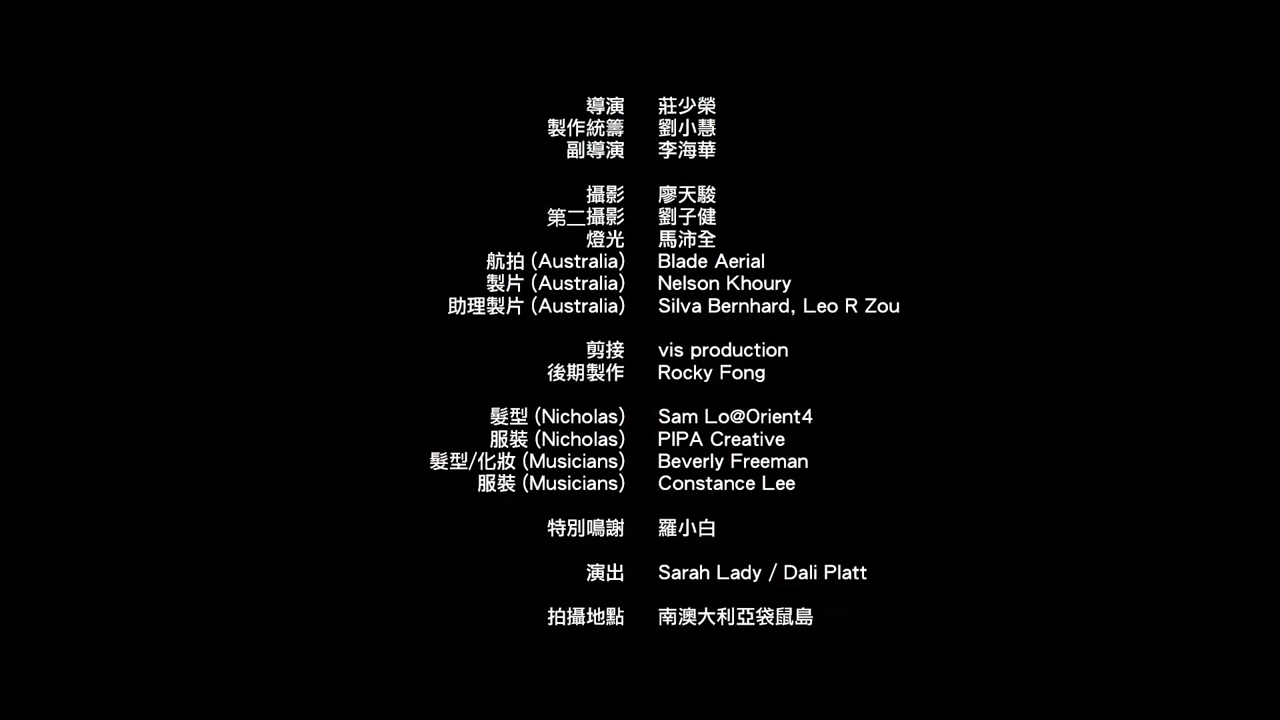 導演 莊少榮
製作統籌 劉小慧
副導演 李海華
攝影 廖天駿
第二攝影 劉子健
燈光 馬沛全
航拍 (Australia) Blade Aerial
製片 (Australia) Nelson Khoury
助理製片 (Australia) Silva Bernhard, Leo R Zou
剪接 vis production
後期製作 Rocky Fong
髮型 (Nicholas) Sam Lo@Orient4
服裝 (Nicholas) PIPA Creative
髮型/化妝 (Musicians) Beverly Freeman
服裝 (Musicians) Constance Lee
特別鳴謝 羅小白
演出 Sarah Lady / Dali Platt
拍攝地點 南澳大利亞袋鼠島